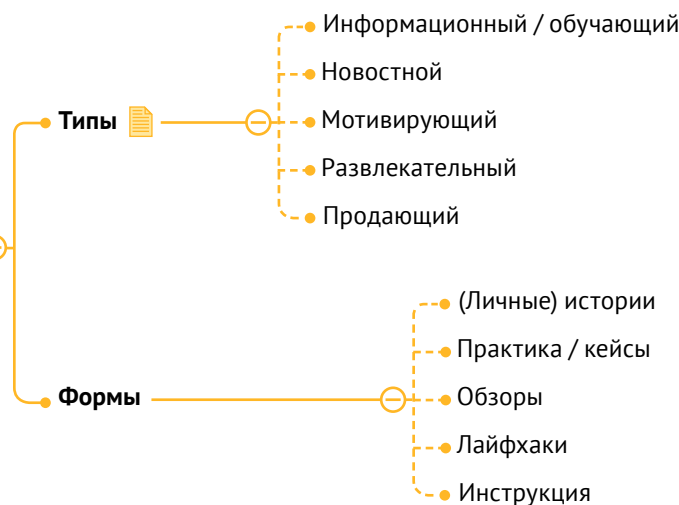 Типы
Информационный / обучающий
Новостной
Мотивирующий
Развлекательный
Продающий
Формы
(Личные) истории
Практика / кейсы
Обзоры
Лайфхаки
Инструкция